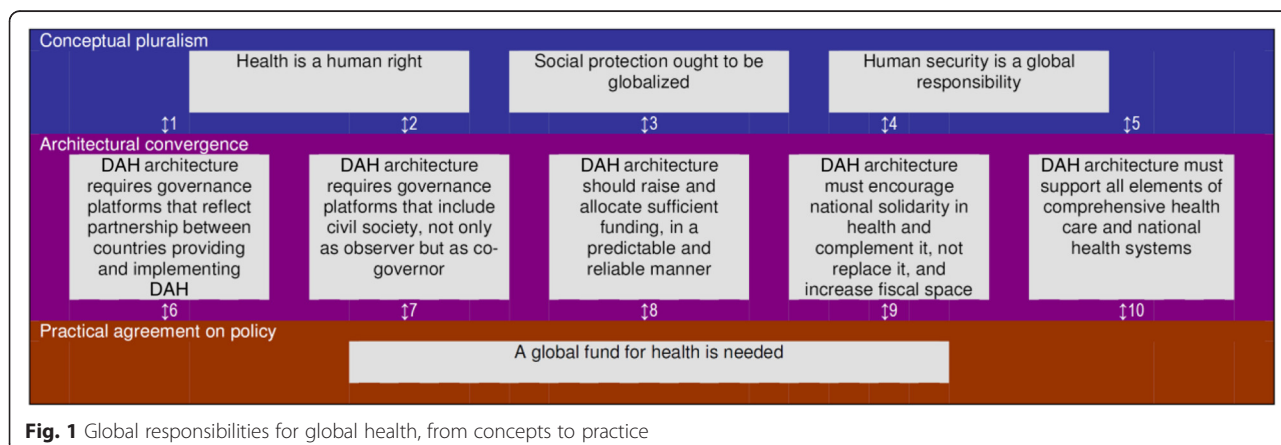 Conceptual pluralism
Health is a human right
Social protection ought to be
globalized
Human security is a global
responsibility
↕1
↕2
↕3
↕4
↕5
Architectural convergence
DAH architecture
requires governance
platforms that reflect
partnership between
countries providing
and implementing
DAH
DAH architecture
requires governance
platforms that include
civil society, not only
as observer but as co-
governor
DAH architecture
should raise and
allocate sufficient
funding, in a
predictable and
reliable manner
DAH architecture
must encourage
national solidarity in
health and
complement it, not
replace it, and
increase fiscal space
DAH architecture must
support all elements of
comprehensive health
care and national
health systems
↕6
↕7
↕8
↕9
↕10
Practical agreement on policy
A global fund for health is needed
Fig. 1 Global responsibilities for global health, from concepts to practice